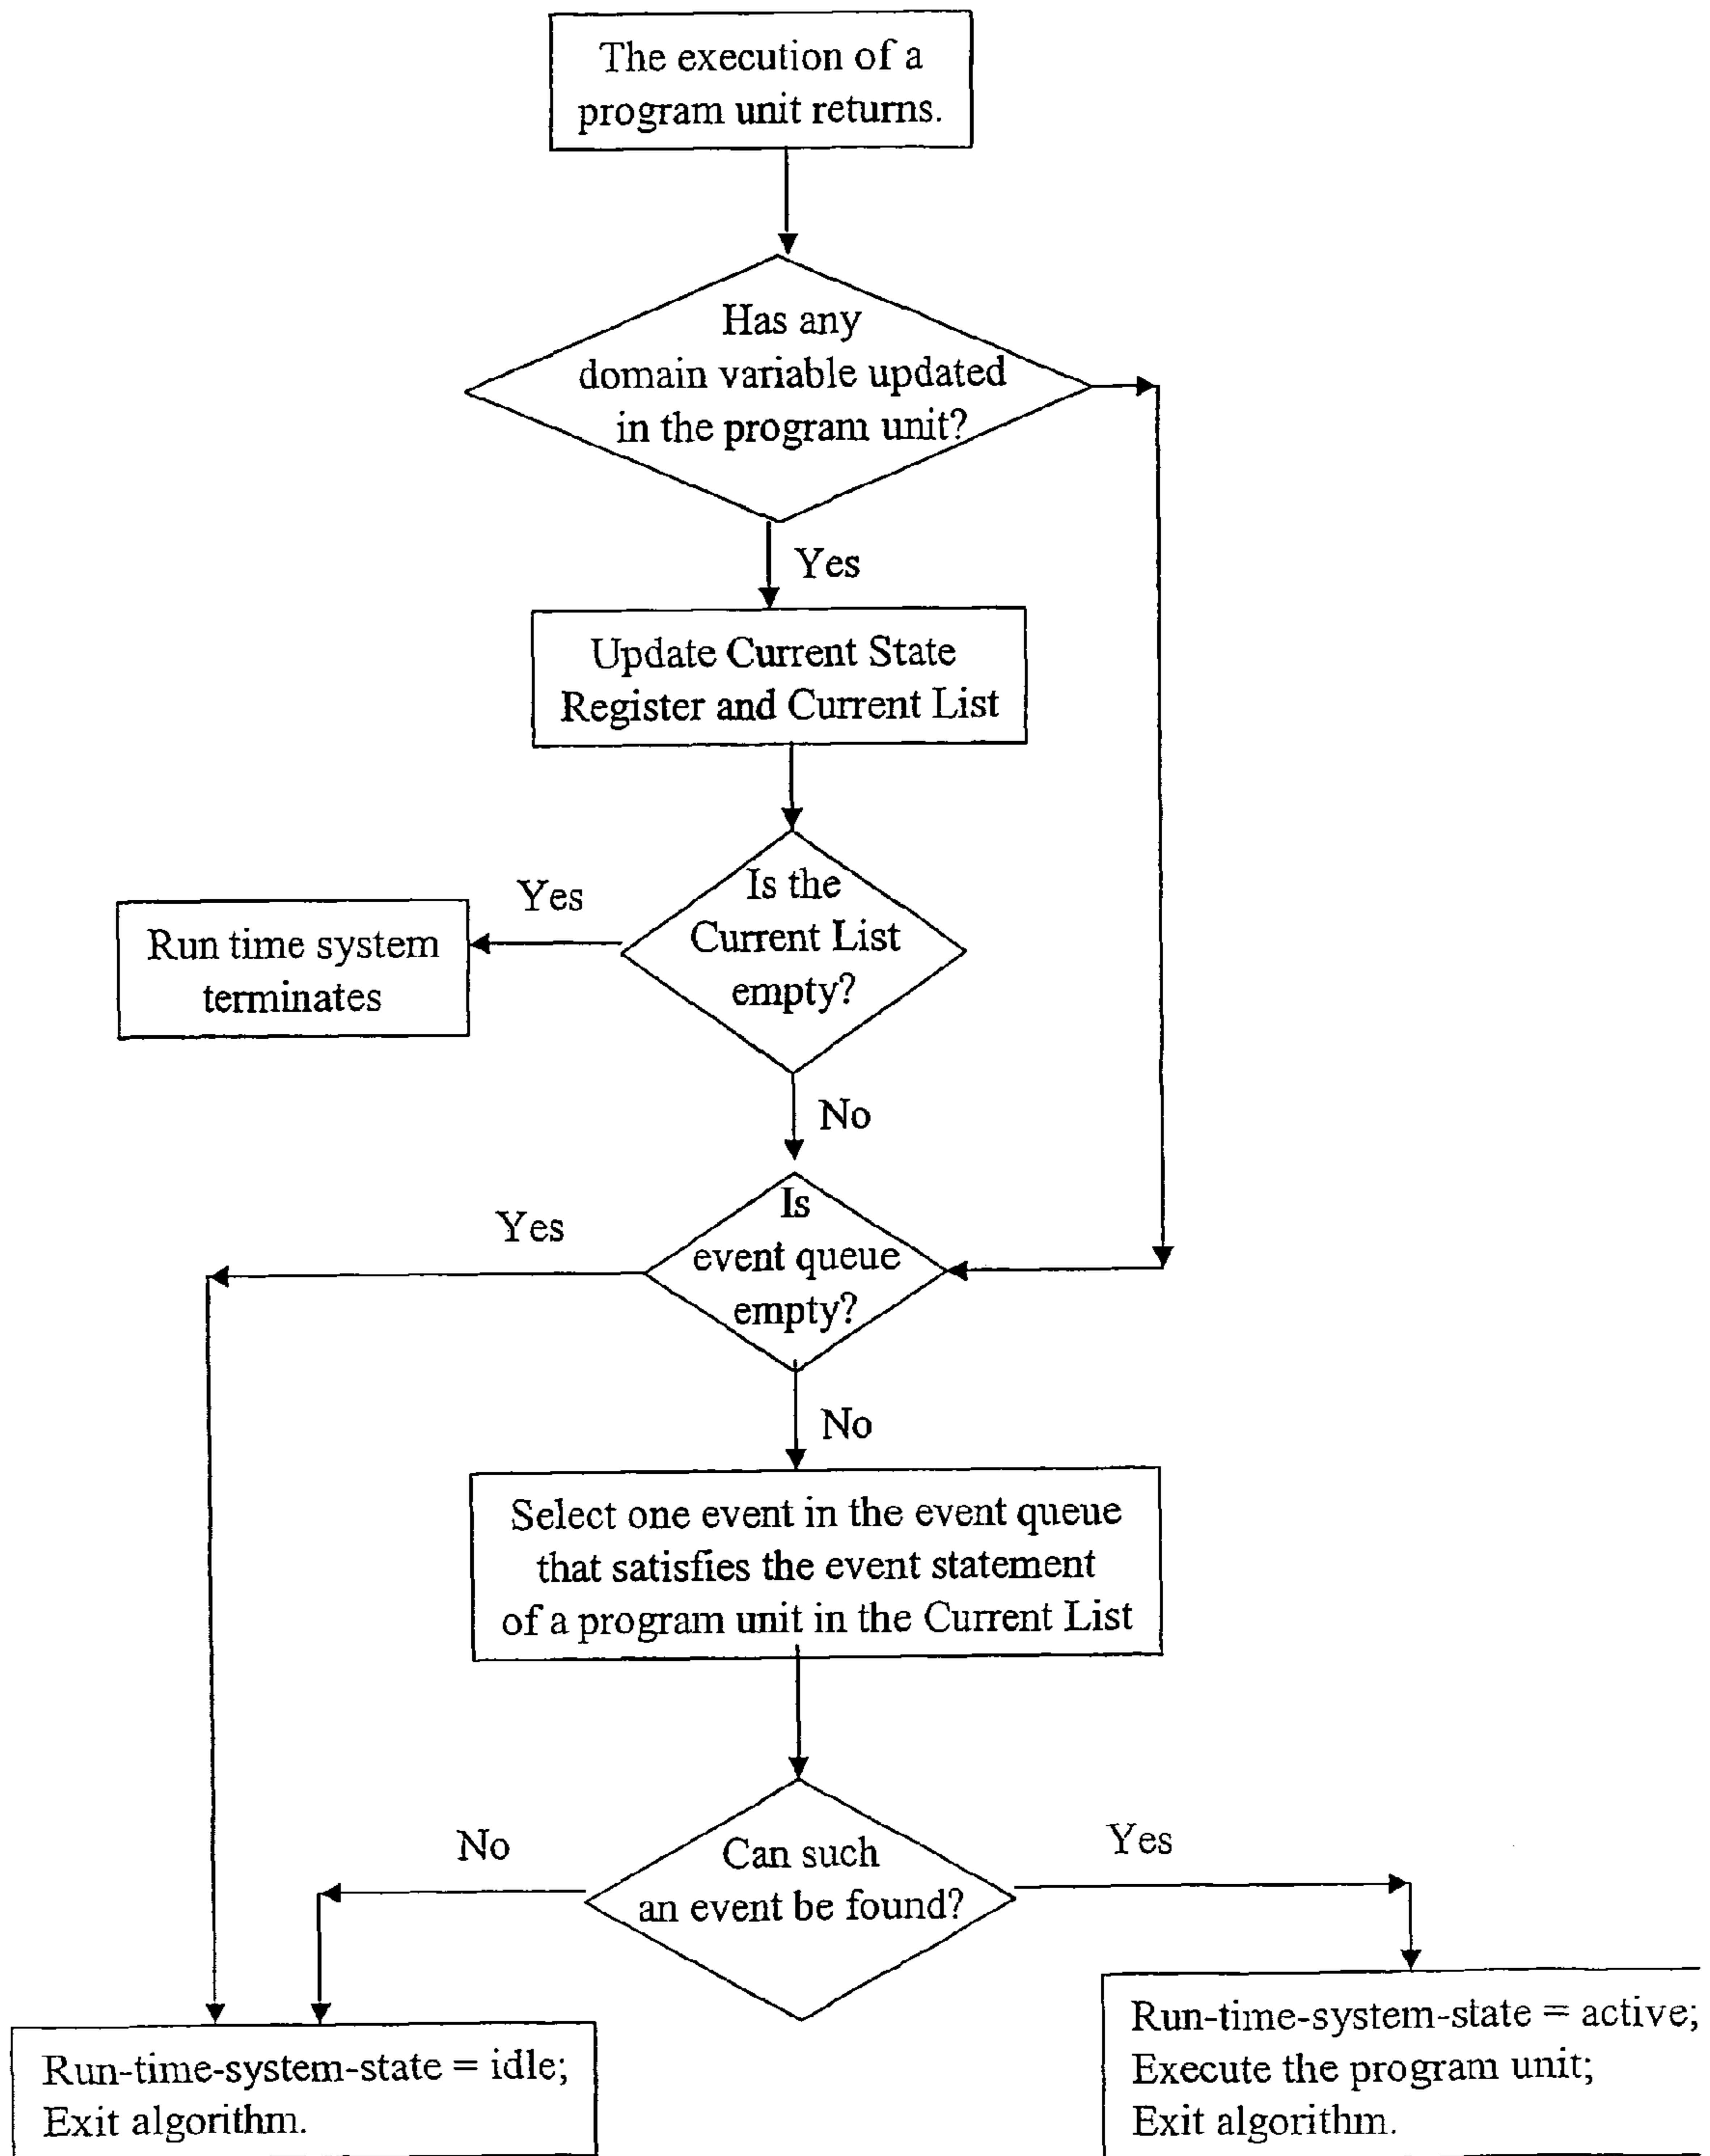 The execution of a
program unit returns.
Has any
domain variable updated
in the program unit?
Yes
Update Current State
Register and Current List
Is the
Current List
empty?
Yes
Run time system
terminates
No
Is
event queue
empty?
Yes
No
Select one event in the event queue
that satisfies the event statement
of a program unit in the Current List
Can such
an event be found?
No
Yes
Run-time-system-state = idle;
Exit algorithm.
Run-time-system-state = active;
Execute the program unit;
Exit algorithm.